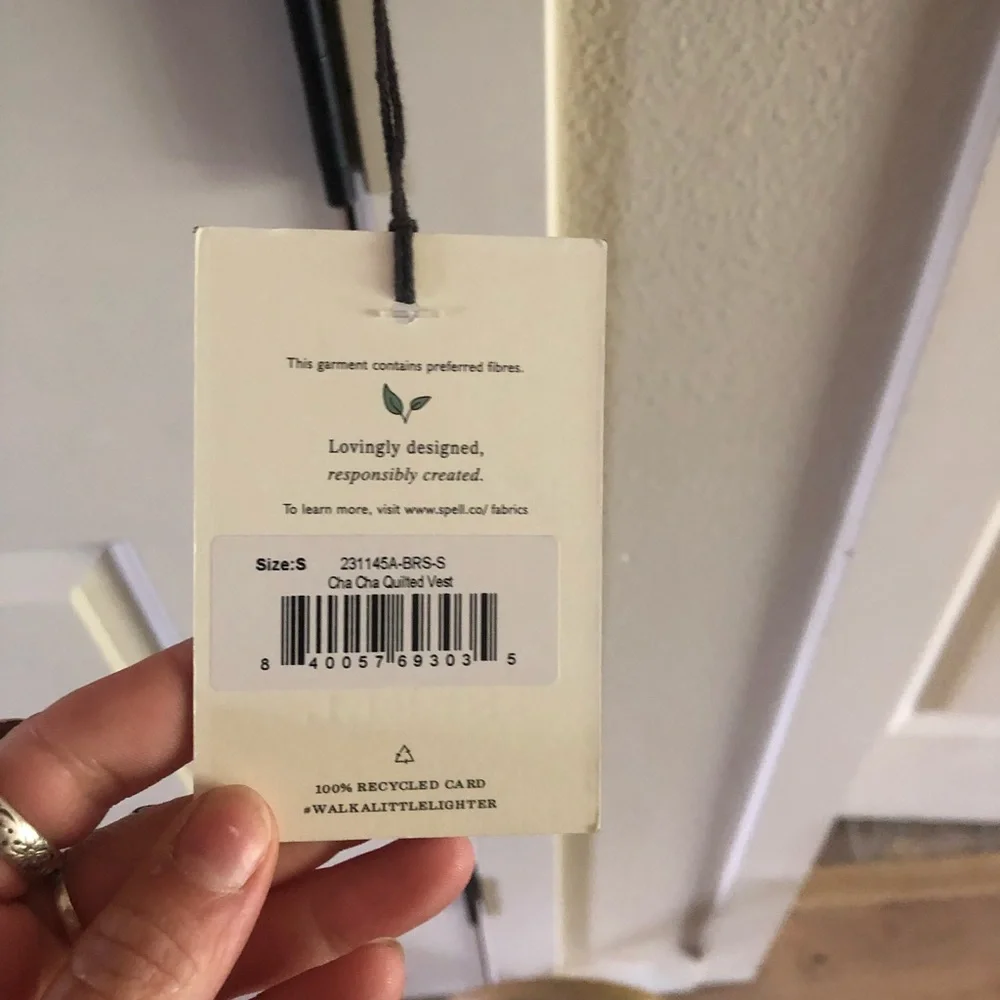 This garment contains preferred fibres.
Lovingly designed,
responsibly created.
To learn more, visit www.spell.co/ fabrics
Size:S 231145A-BRS-S
Cha Cha Quilted Vest
8 40057 69303 5
100% RECYCLED CARD
#WALKALITTLELIGHTER